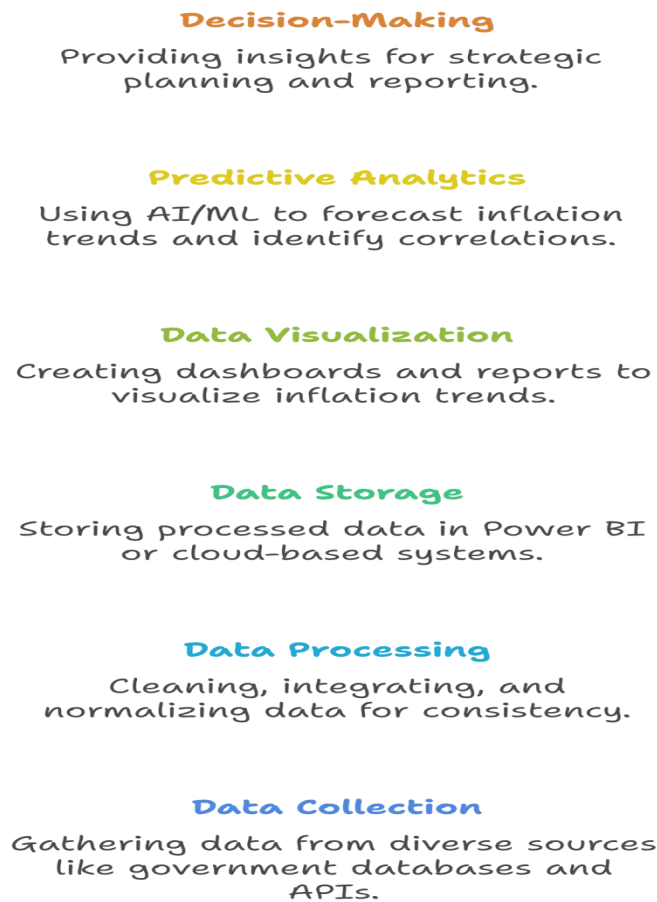 Decision-Making
Providing insights for strategic
planning and reporting.
Predictive Analytics
Using AI/ML to forecast inflation
trends and identify correlations.
Data Visualization
Creating dashboards and reports to
visualize inflation trends.
Data Storage
Storing processed data in Power BI
or cloud-based systems.
Data Processing
Cleaning, integrating, and
normalizing data for consistency.
Data Collection
Gathering data from diverse sources
like government databases and
APIs.